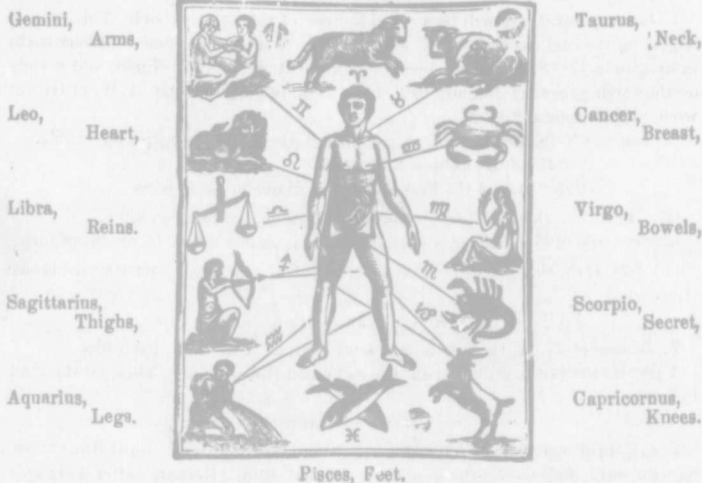 Gemini,
Arms,
Leo,
Heart,
Libra,
Reins.
Sagittarius,
Thighs,
Aquarius,
Legs.
Taurus,
Neck,
Cancer,
Breast,
Virgo,
Bowels,
Scorpio,
Secret,
Capricornus,
Knees.
♈
♊
♉
♌
♋
♎
♍
♐
♏
♒
♑
♓
Pisces, Feet.